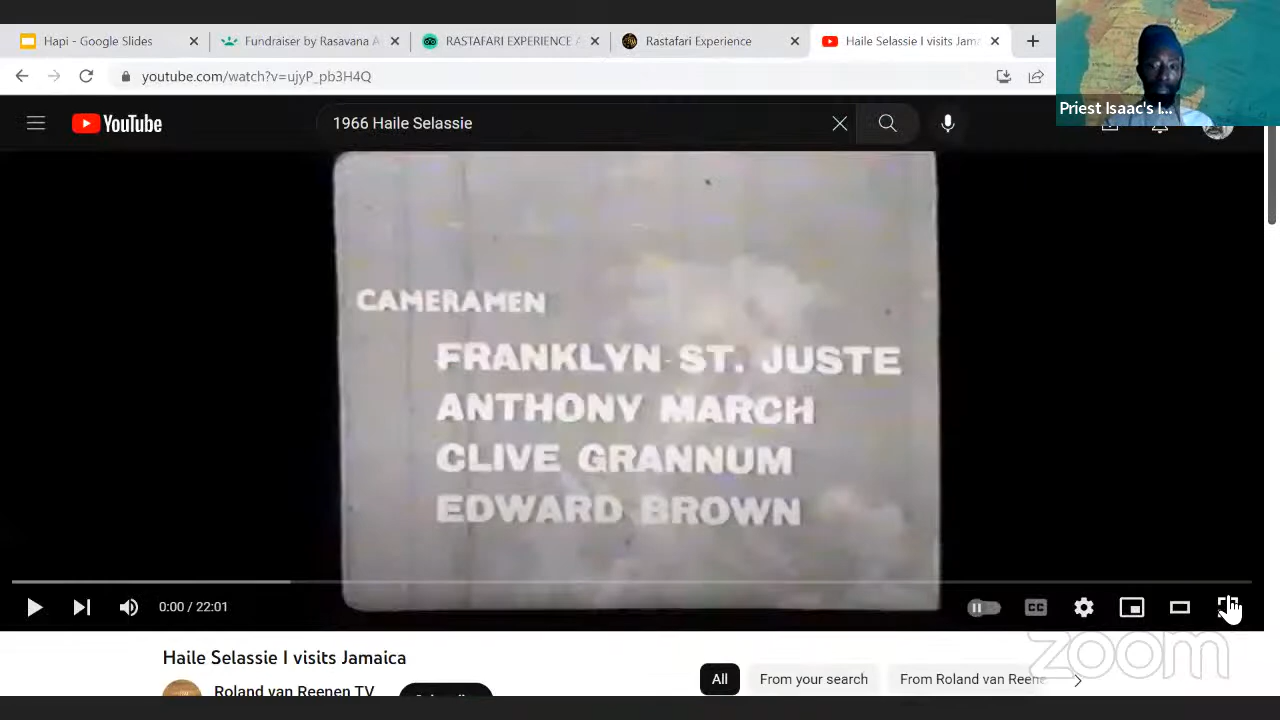 Hapi - Google Slides
Fundraiser by Rasavana A
RASTAFARI EXPERIENCE A
Rastafari Experience
Haile Selassie I visits Jama
youtube.com/watch?v=ujyP_pb3H4Q
Priest Isaac's I...
YouTube
1966 Haile Selassie
CAMERAMEN
FRANKLYN ST. JUSTE
ANTHONY MARCH
CLIVE GRANNUM
EDWARD BROWN
0:00 / 22:01
CC
zoom
Haile Selassie I visits Jamaica
Roland van Reenen TV
All
From your search
From Roland van Reene